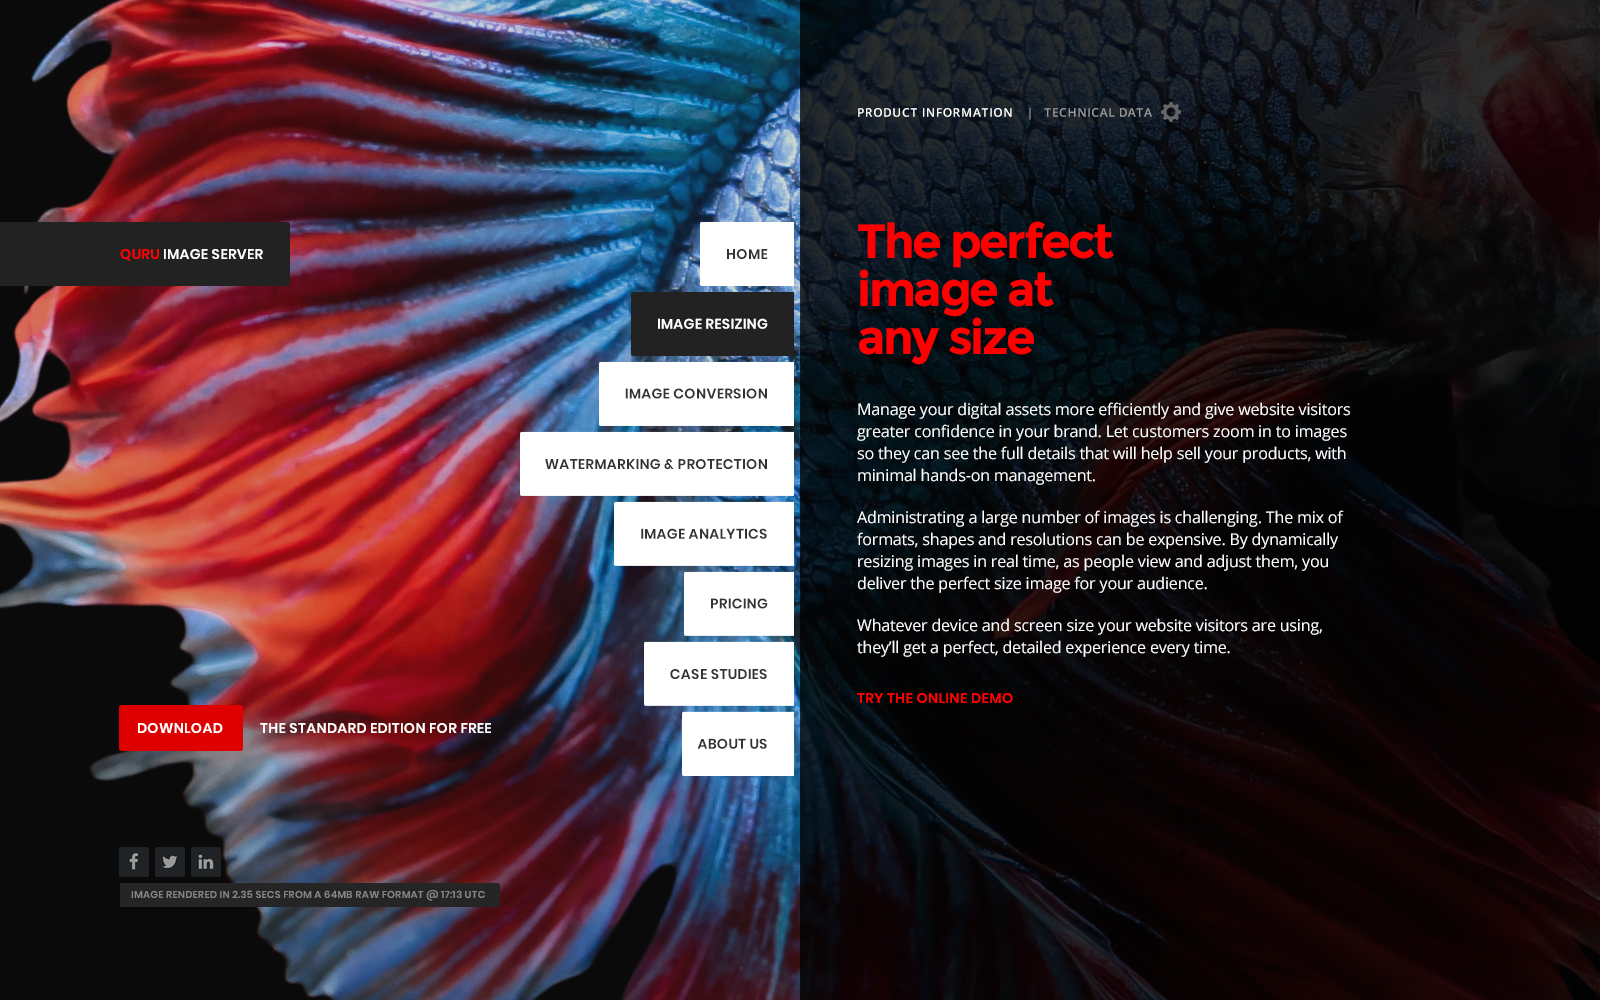 PRODUCT INFORMATION | TECHNICAL DATA
QURU IMAGE SERVER
HOME
IMAGE RESIZING
IMAGE CONVERSION
WATERMARKING & PROTECTION
IMAGE ANALYTICS
PRICING
CASE STUDIES
ABOUT US
DOWNLOAD THE STANDARD EDITION FOR FREE
f in
IMAGE RENDERED IN 2.35 SECS FROM A 64MB RAW FORMAT @ 17:13 UTC
The perfect
image at
any size
Manage your digital assets more efficiently and give website visitors
greater confidence in your brand. Let customers zoom in to images
so they can see the full details that will help sell your products, with
minimal hands-on management.
Administrating a large number of images is challenging. The mix of
formats, shapes and resolutions can be expensive. By dynamically
resizing images in real time, as people view and adjust them, you
deliver the perfect size image for your audience.
Whatever device and screen size your website visitors are using,
they'll get a perfect, detailed experience every time.
TRY THE ONLINE DEMO